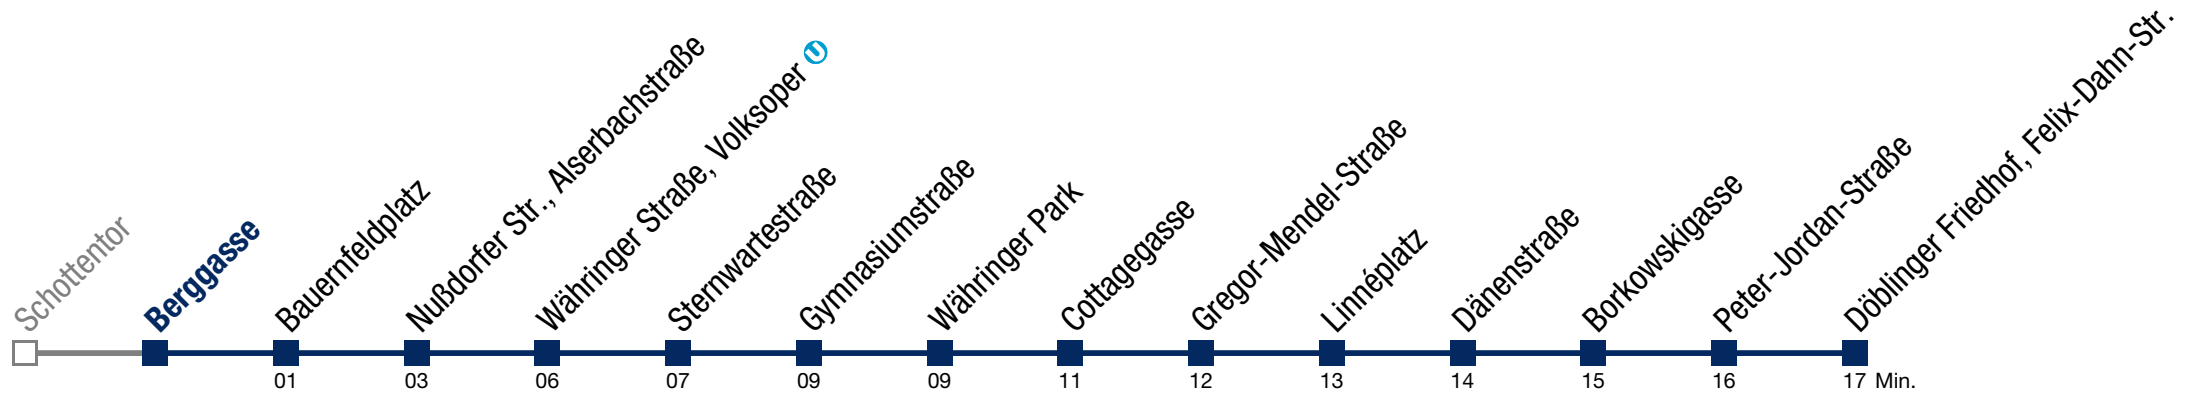 Schottentor
Berggasse
Bauernfeldplatz
Nußdorfer Str., Alserbachstraße
Währinger Straße, Volksoper U
Sternwartestraße
Gymnasiumstraße
Währinger Park
Cottagegasse
Gregor-Mendel-Straße
Linnéplatz
Dänenstraße
Borkowskigasse
Peter-Jordan-Straße
Döblinger Friedhof, Felix-Dahn-Str.
01 03 06 07 09 09 11 12 13 14 15 16 17 Min.